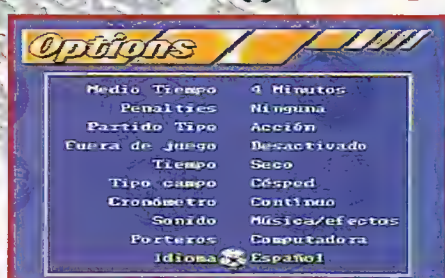 Options
Medio Tiempo 4 Minutos
Penalties Ninguna
Partido Tipo Acción
Fuera de juego Desactivado
Tiempo Seco
Tipo campo Césped
Cronómetro Contínuo
Sonido Música/efectos
Porteros Computadora
Idioma Español